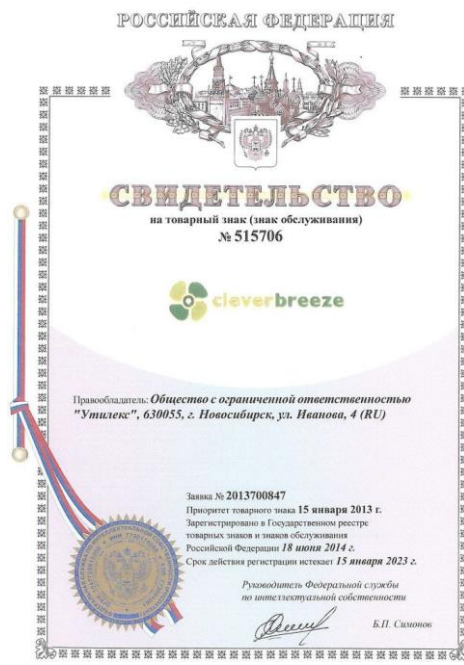 РОССИЙСКАЯ ФЕДЕРАЦИЯ
СВИДЕТЕЛЬСТВО
на товарный знак (знак обслуживания)
№ 515706
cleverbreeze
Правообладатель: Общество с ограниченной ответственностью
"Утилекс", 630055, г. Новосибирск, ул. Иванова, 4 (RU)
Заявка № 2013700847
Приоритет товарного знака 15 января 2013 г.
Зарегистрировано в Государственном реестре
товарных знаков и знаков обслуживания
Российской Федерации 18 июня 2014 г.
Срок действия регистрации истекает 15 января 2023 г.
Руководитель Федеральной службы
по интеллектуальной собственности
Б.П. Симонов